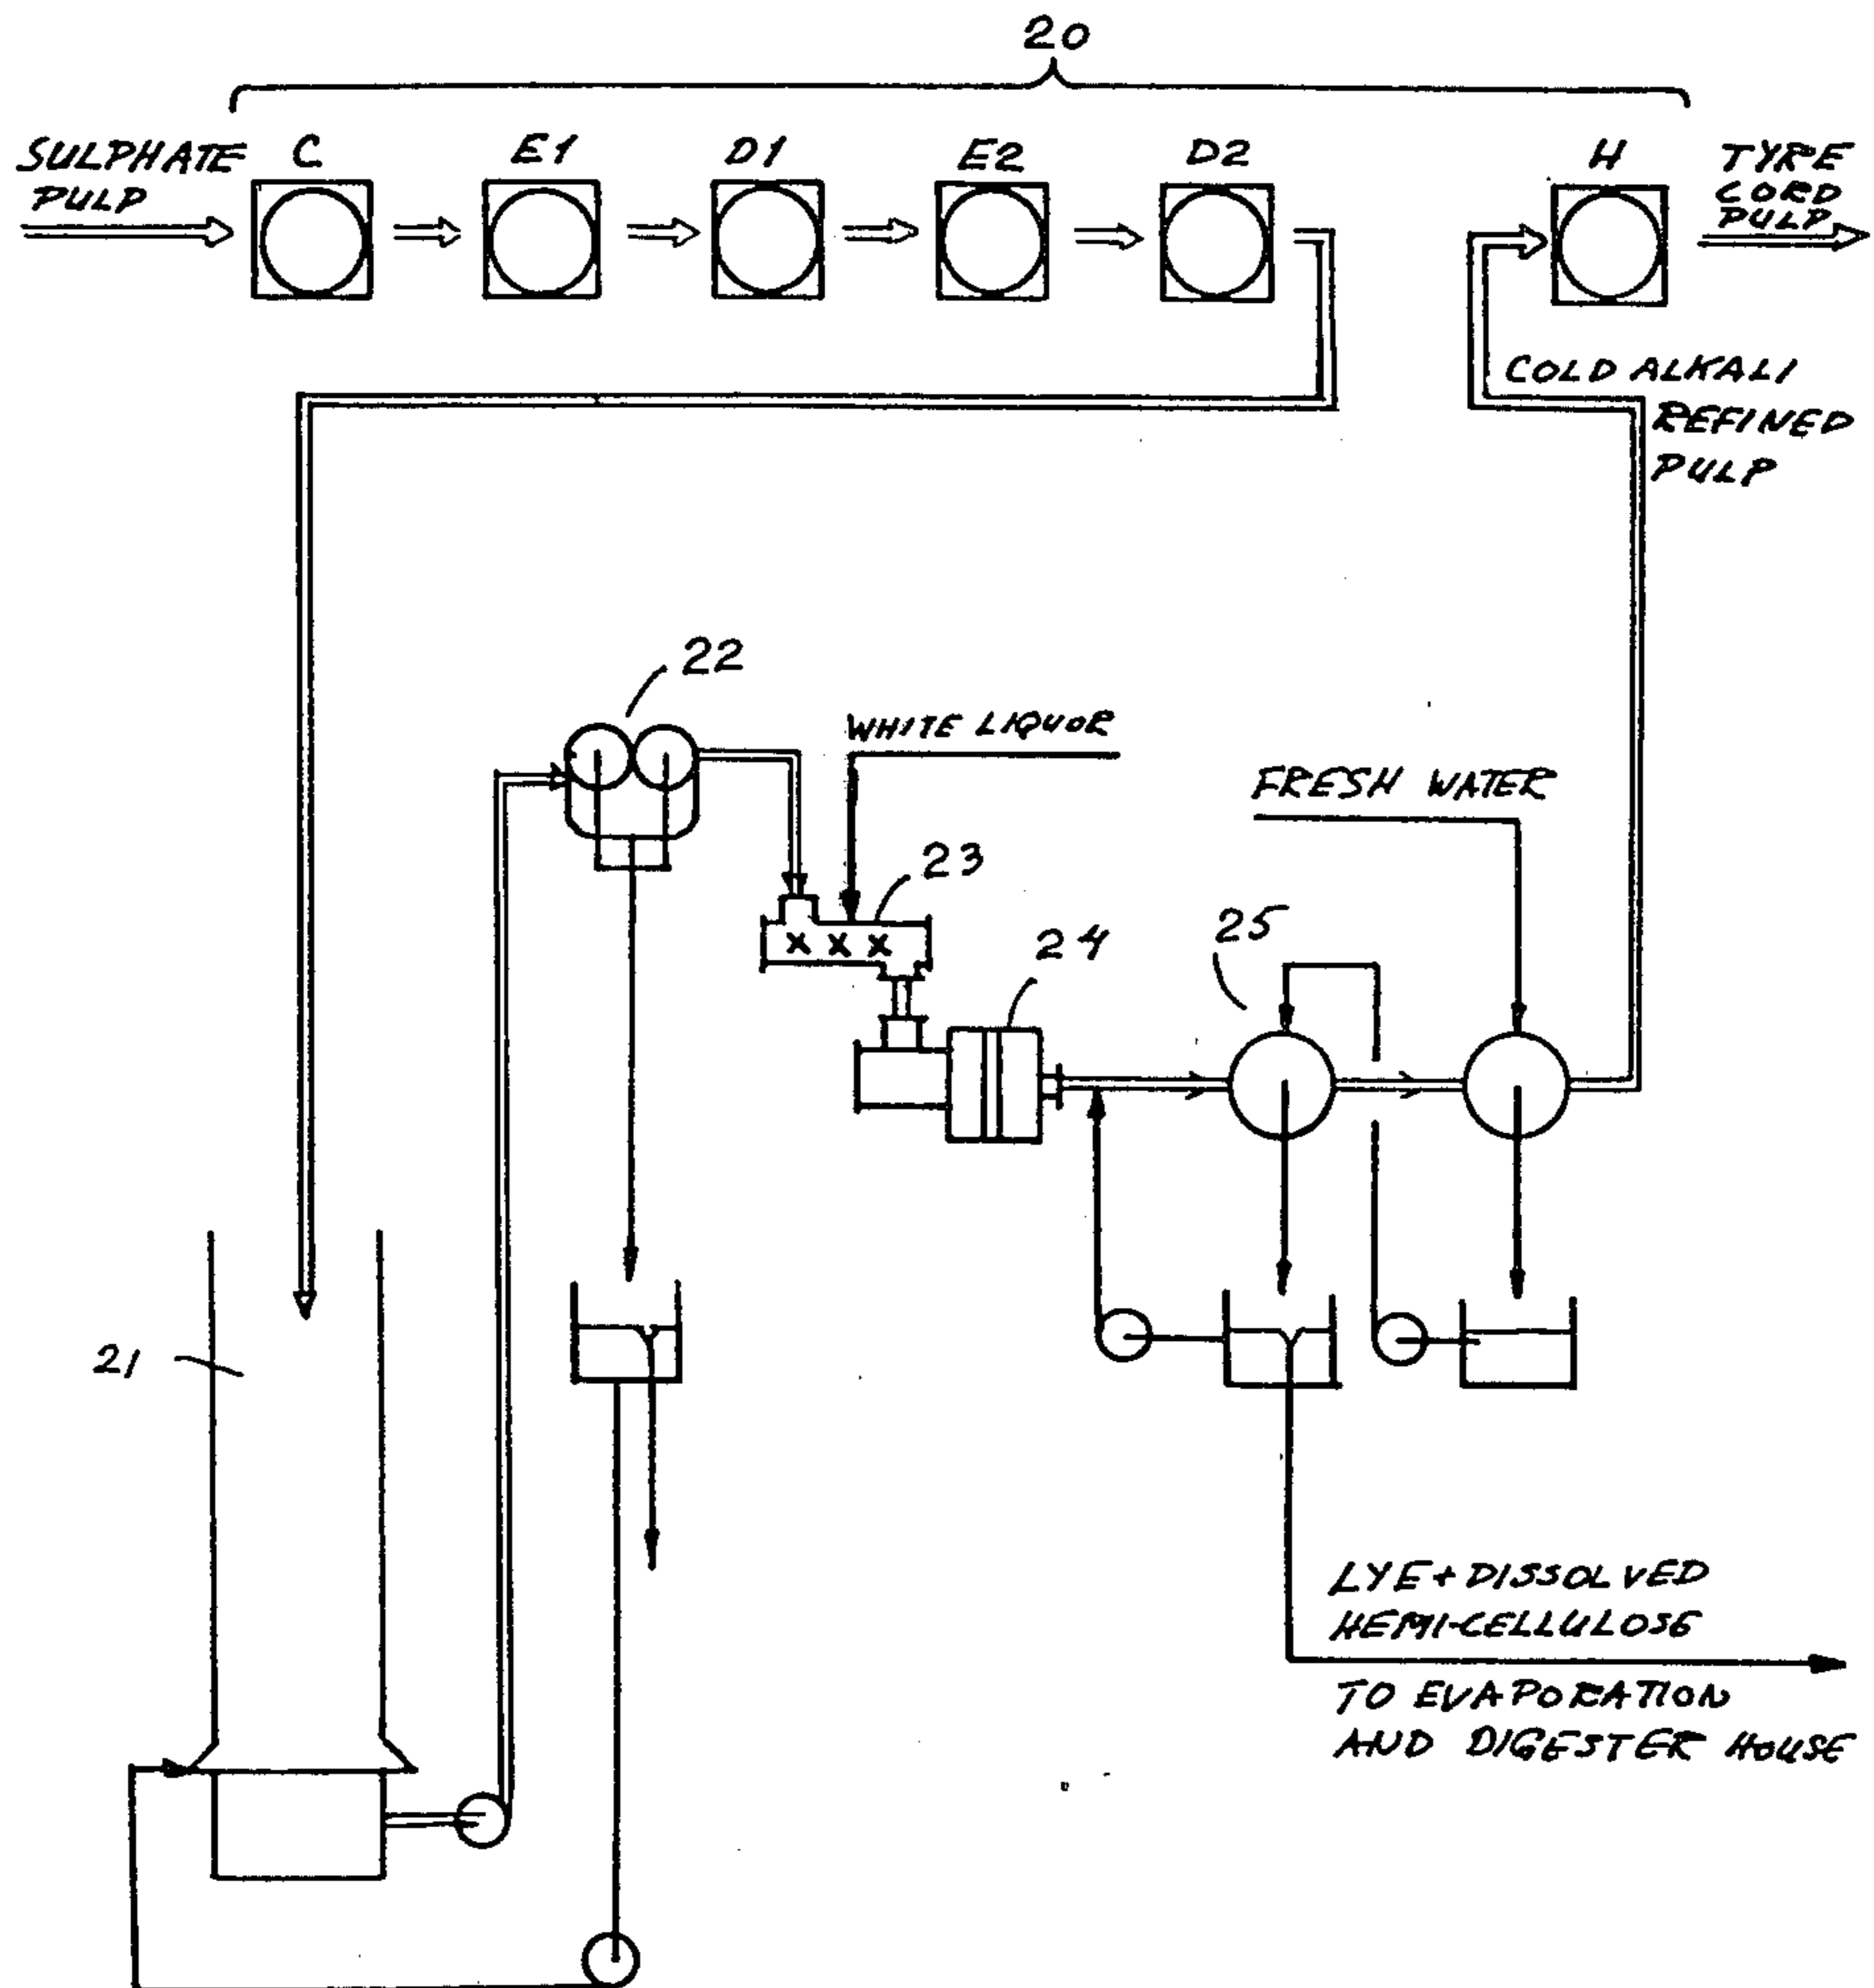 20
SULPHATE
PULP
C
E1
D1
E2
D2
H
TYRE
CORD
PULP
COLD ALKALI
REFINED
PULP
22
WHITE LIQUOR
FRESH WATER
23
24
25
21
LYE+DISSOLVED
HEMI-CELLULOSE
TO EVAPORATION
AND DIGESTER HOUSE